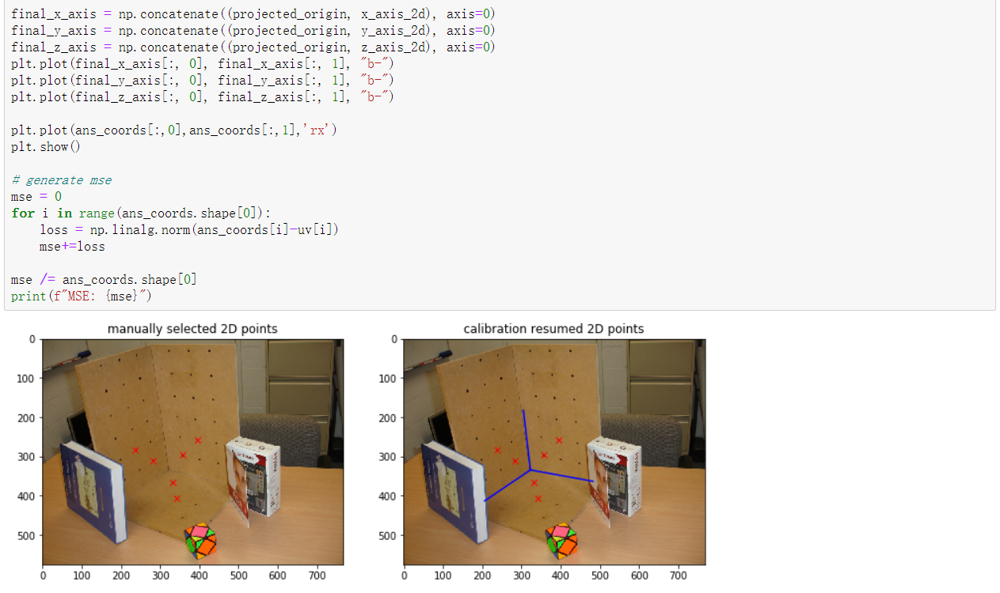 final_x_axis = np.concatenate((projected_origin, x_axis_2d), axis=0)
final_y_axis = np.concatenate((projected_origin, y_axis_2d), axis=0)
final_z_axis = np.concatenate((projected_origin, z_axis_2d), axis=0)
plt.plot(final_x_axis[:, 0], final_x_axis[:, 1], "b-")
plt.plot(final_y_axis[:, 0], final_y_axis[:, 1], "b-")
plt.plot(final_z_axis[:, 0], final_z_axis[:, 1], "b-")

plt.plot(ans_coords[:,0],ans_coords[:,1],'rx')
plt.show()

# generate mse
mse = 0
for i in range(ans_coords.shape[0]):
    loss = np.linalg.norm(ans_coords[i]-uv[i])
    mse+=loss

mse /= ans_coords.shape[0]
print(f"MSE: {mse}")
manually selected 2D points
0
100
200
300
400
500
0 100 200 300 400 500 600 700
calibration resumed 2D points
0
100
200
300
400
500
0 100 200 300 400 500 600 700